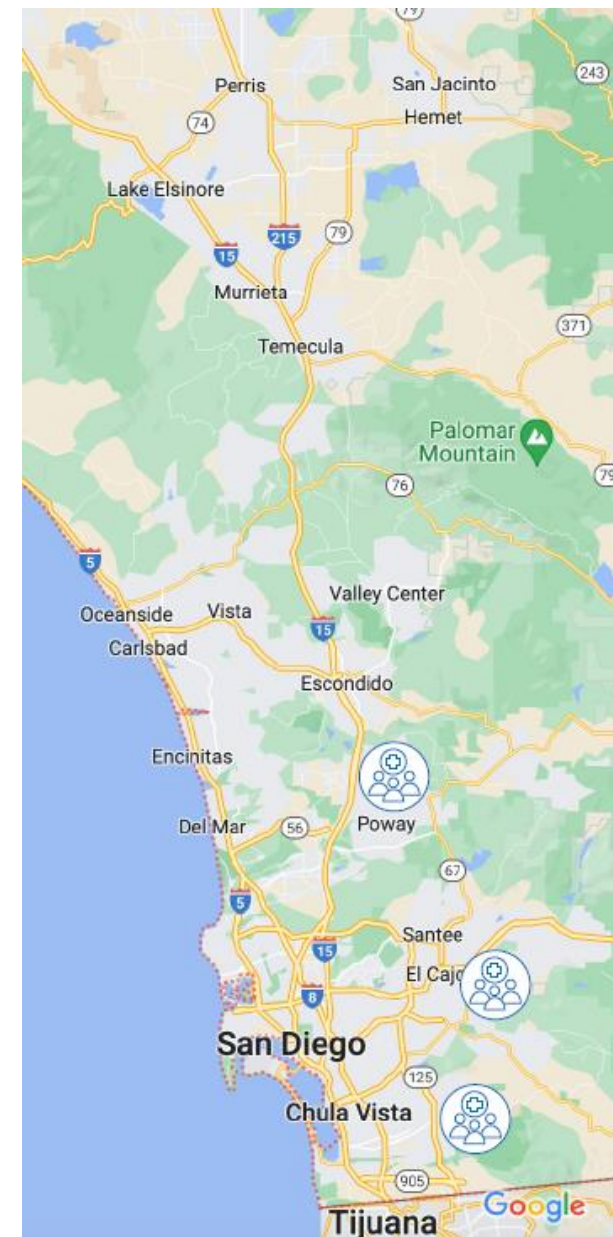 79
243
Perris
San Jacinto
74
Hemet
Lake Elsinore
215
79
15
Murrieta
371
Temecula
Palomar
Mountain
76
79
5
Valley Center
Oceanside
Vista
15
Carlsbad
Escondido
Encinitas
Del Mar
56
Poway
67
5
Santee
15
El Cajo
8
San Diego
125
Chula Vista
905
Google
Tijuana